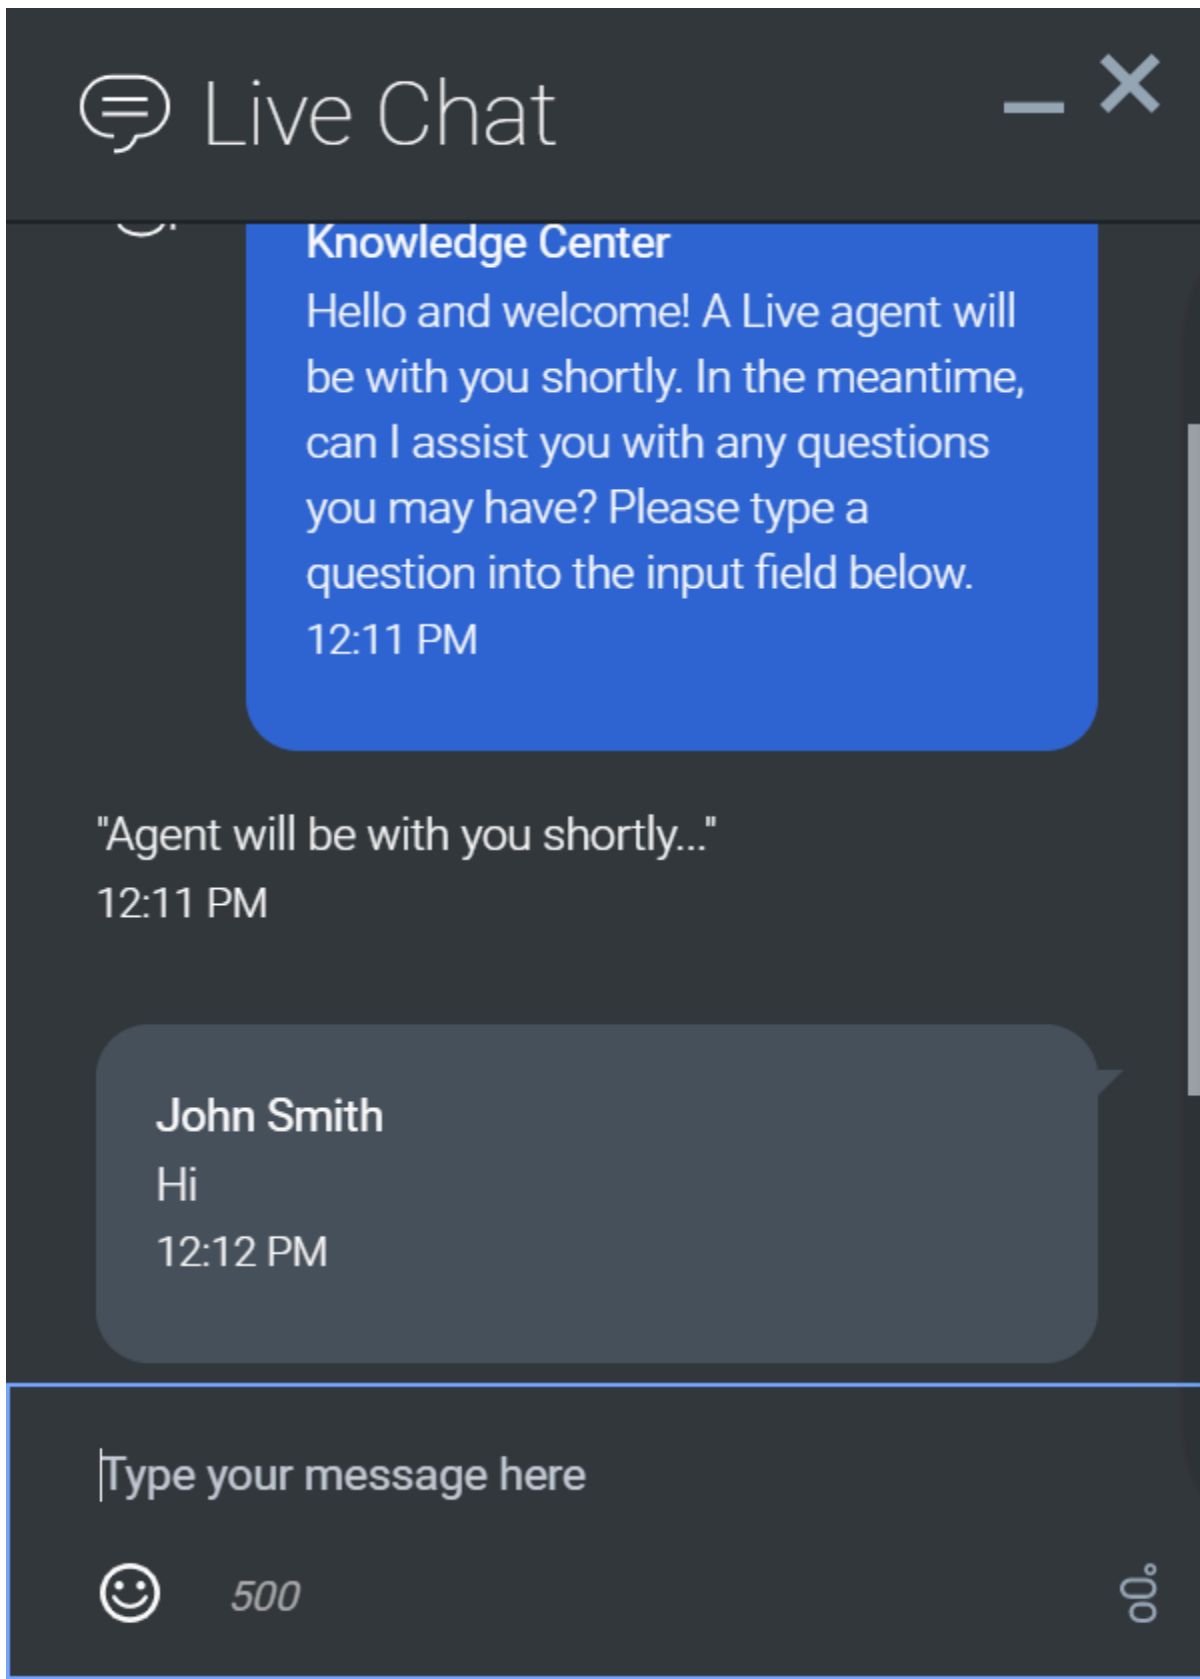 Live Chat
Knowledge Center
Hello and welcome! A Live agent will
be with you shortly. In the meantime,
can I assist you with any questions
you may have? Please type a
question into the input field below.
12:11 PM
"Agent will be with you shortly..."
12:11 PM
John Smith
Hi
12:12 PM
Type your message here
500